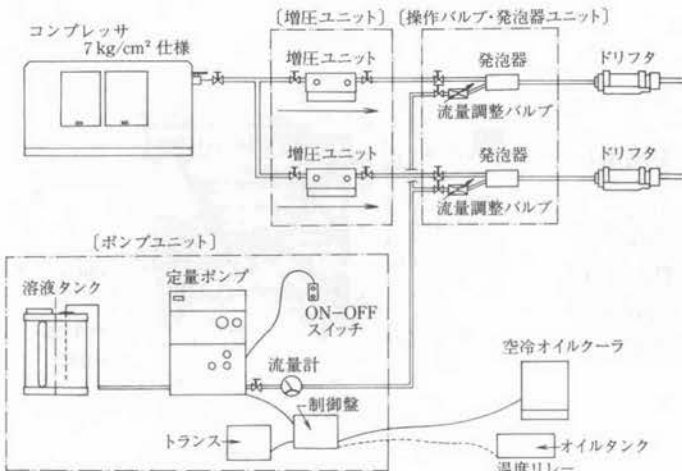 〔増圧ユニット〕
〔操作バルブ・発泡器ユニット〕
コンプレッサ
7kg/cm² 仕様
増圧ユニット
発泡器
ドリフタ
流量調整バルブ
増圧ユニット
発泡器
ドリフタ
流量調整バルブ
〔ポンプユニット〕
溶液タンク
定量ポンプ
ON-OFF
スイッチ
流量計
空冷オイルクーラ
制御盤
トランス
オイルタンク
温度リレー